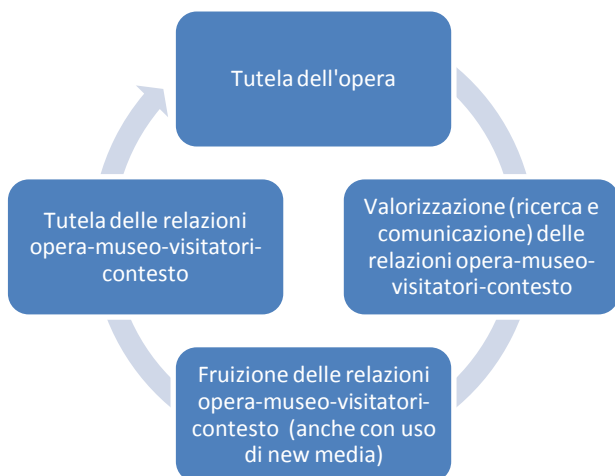 Tutela dell'opera
Valorizzazione (ricerca e
comunicazione) delle
relazioni opera-museo-
visitatori-contesto
Fruizione delle relazioni
opera-museo-visitatori-
contesto (anche con uso
di new media)
Tutela delle relazioni
opera-museo-visitatori-
contesto